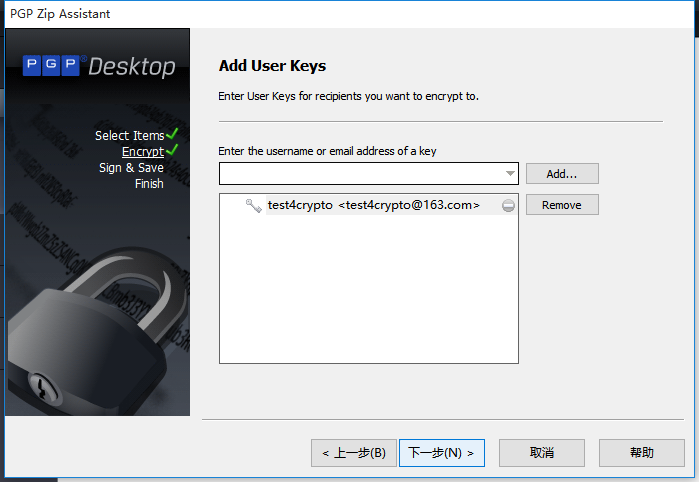 PGP Zip Assistant
PGP® Desktop
Select Items
Encrypt
Sign & Save
Finish
Add User Keys
Enter User Keys for recipients you want to encrypt to.
Enter the username or email address of a key
Add...
test4crypto <test4crypto@163.com>
Remove
< 上一步(B)
下一步(N) >
取消
帮助